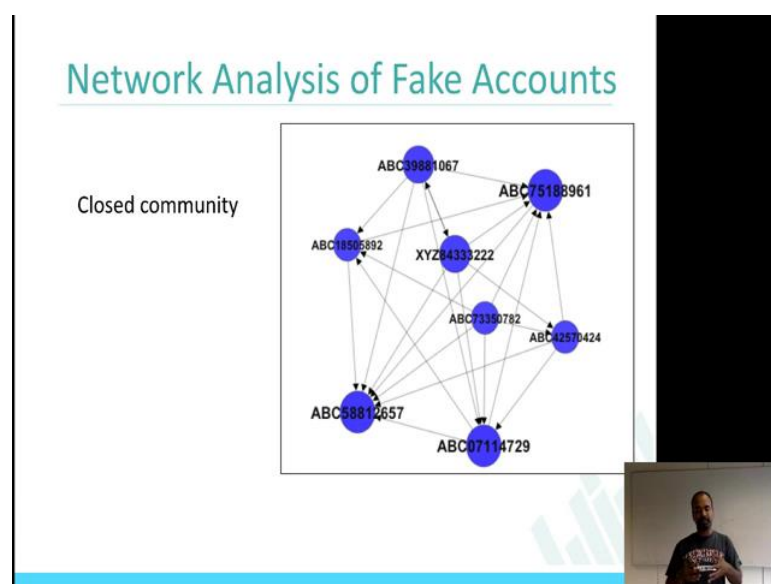 Network Analysis of Fake Accounts
Closed community
ABC39881067
ABC75188961
ABC18505892
XYZ84333222
ABC73350782
ABC42570424
ABC58812657
ABC07114729